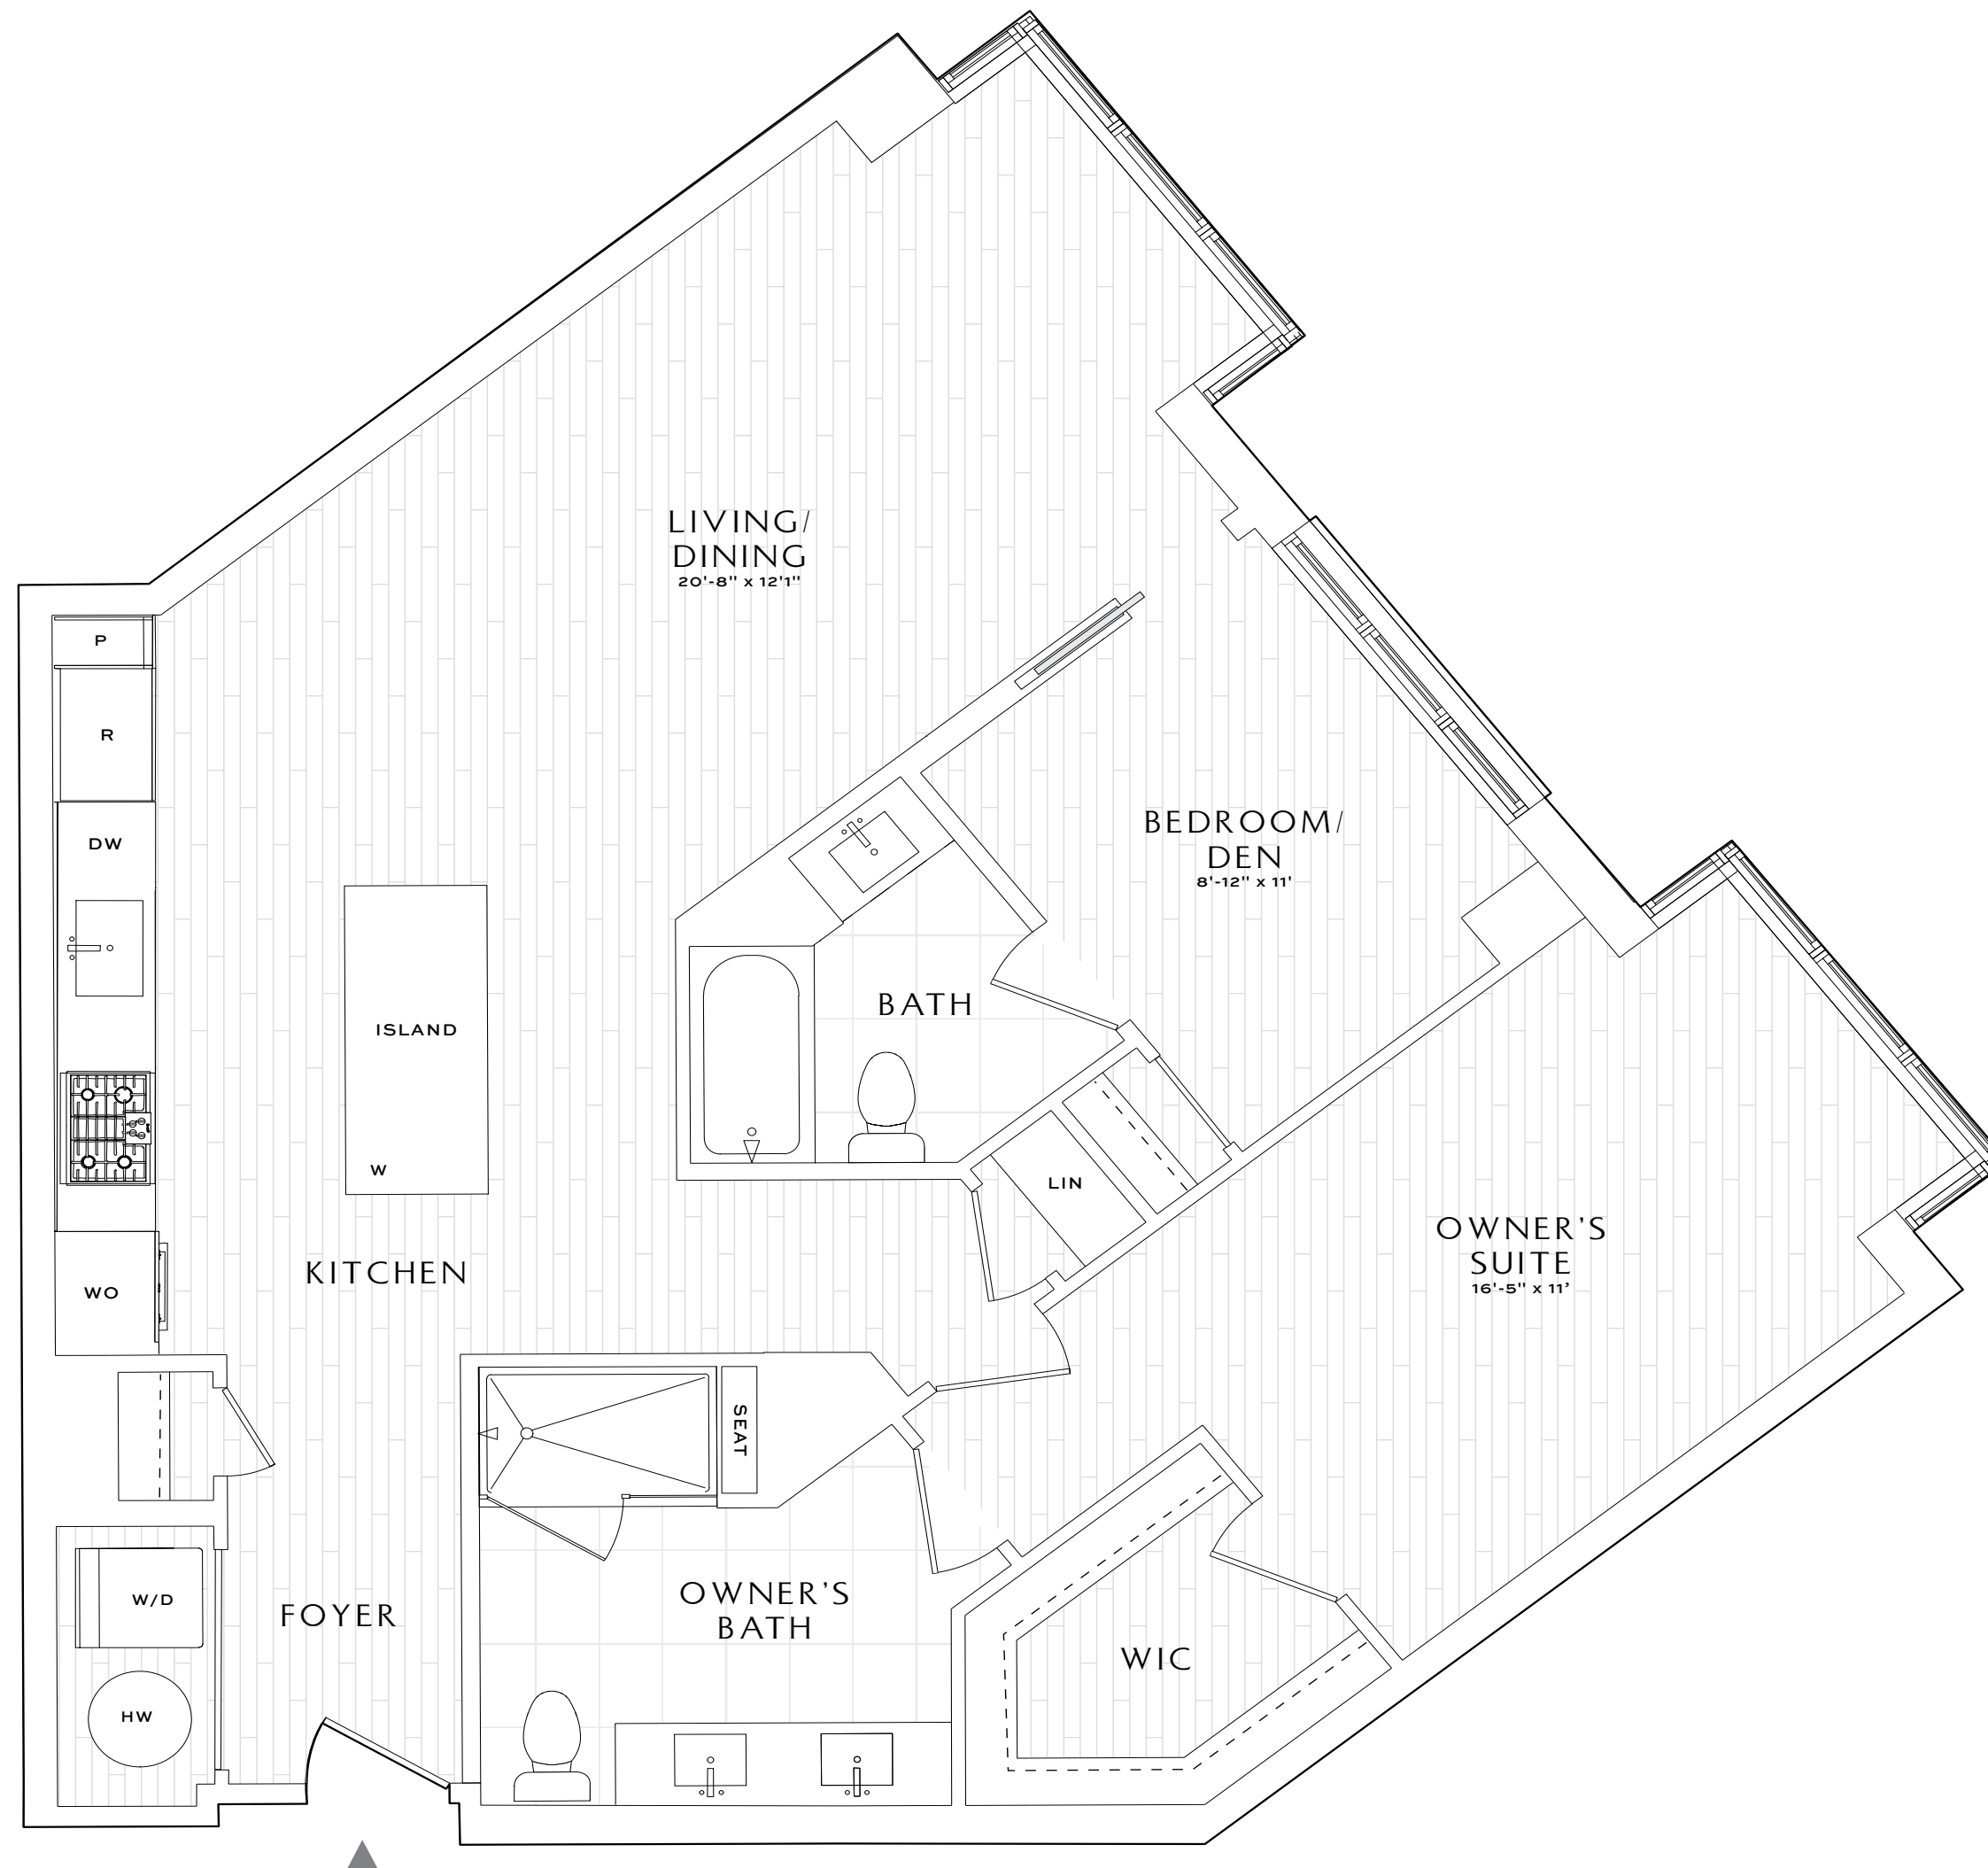 LIVING/
DINING
20'-8" x 12'1"
P
R
DW
BEDROOM/
DEN
8'-12" x 11'
BATH
ISLAND
W
LIN
OWNER'S
SUITE
16'-5" x 11'
KITCHEN
WO
SEAT
OWNER'S
BATH
W/D
FOYER
WIC
HW